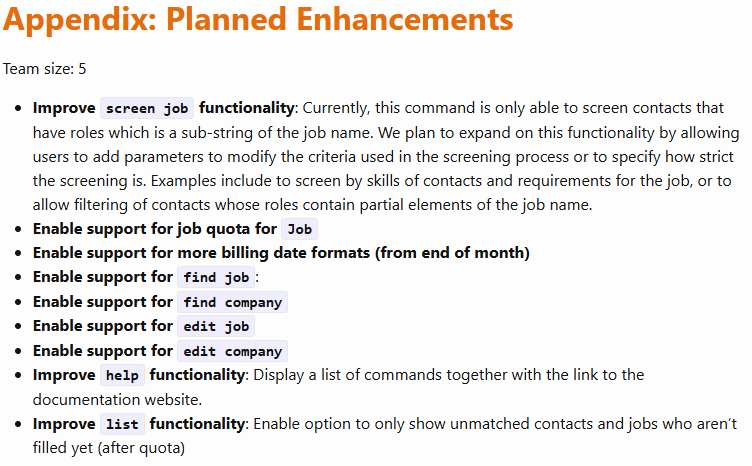 Appendix: Planned Enhancements
Team size: 5
• Improve screen job functionality: Currently, this command is only able to screen contacts that
have roles which is a sub-string of the job name. We plan to expand on this functionality by allowing
users to add parameters to modify the criteria used in the screening process or to specify how strict
the screening is. Examples include to screen by skills of contacts and requirements for the job, or to
allow filtering of contacts whose roles contain partial elements of the job name.
• Enable support for job quota for Job
• Enable support for more billing date formats (from end of month)
• Enable support for find job:
• Enable support for find company
• Enable support for edit job
• Enable support for edit company
• Improve help functionality: Display a list of commands together with the link to the
documentation website.
• Improve list functionality: Enable option to only show unmatched contacts and jobs who aren't
filled yet (after quota)